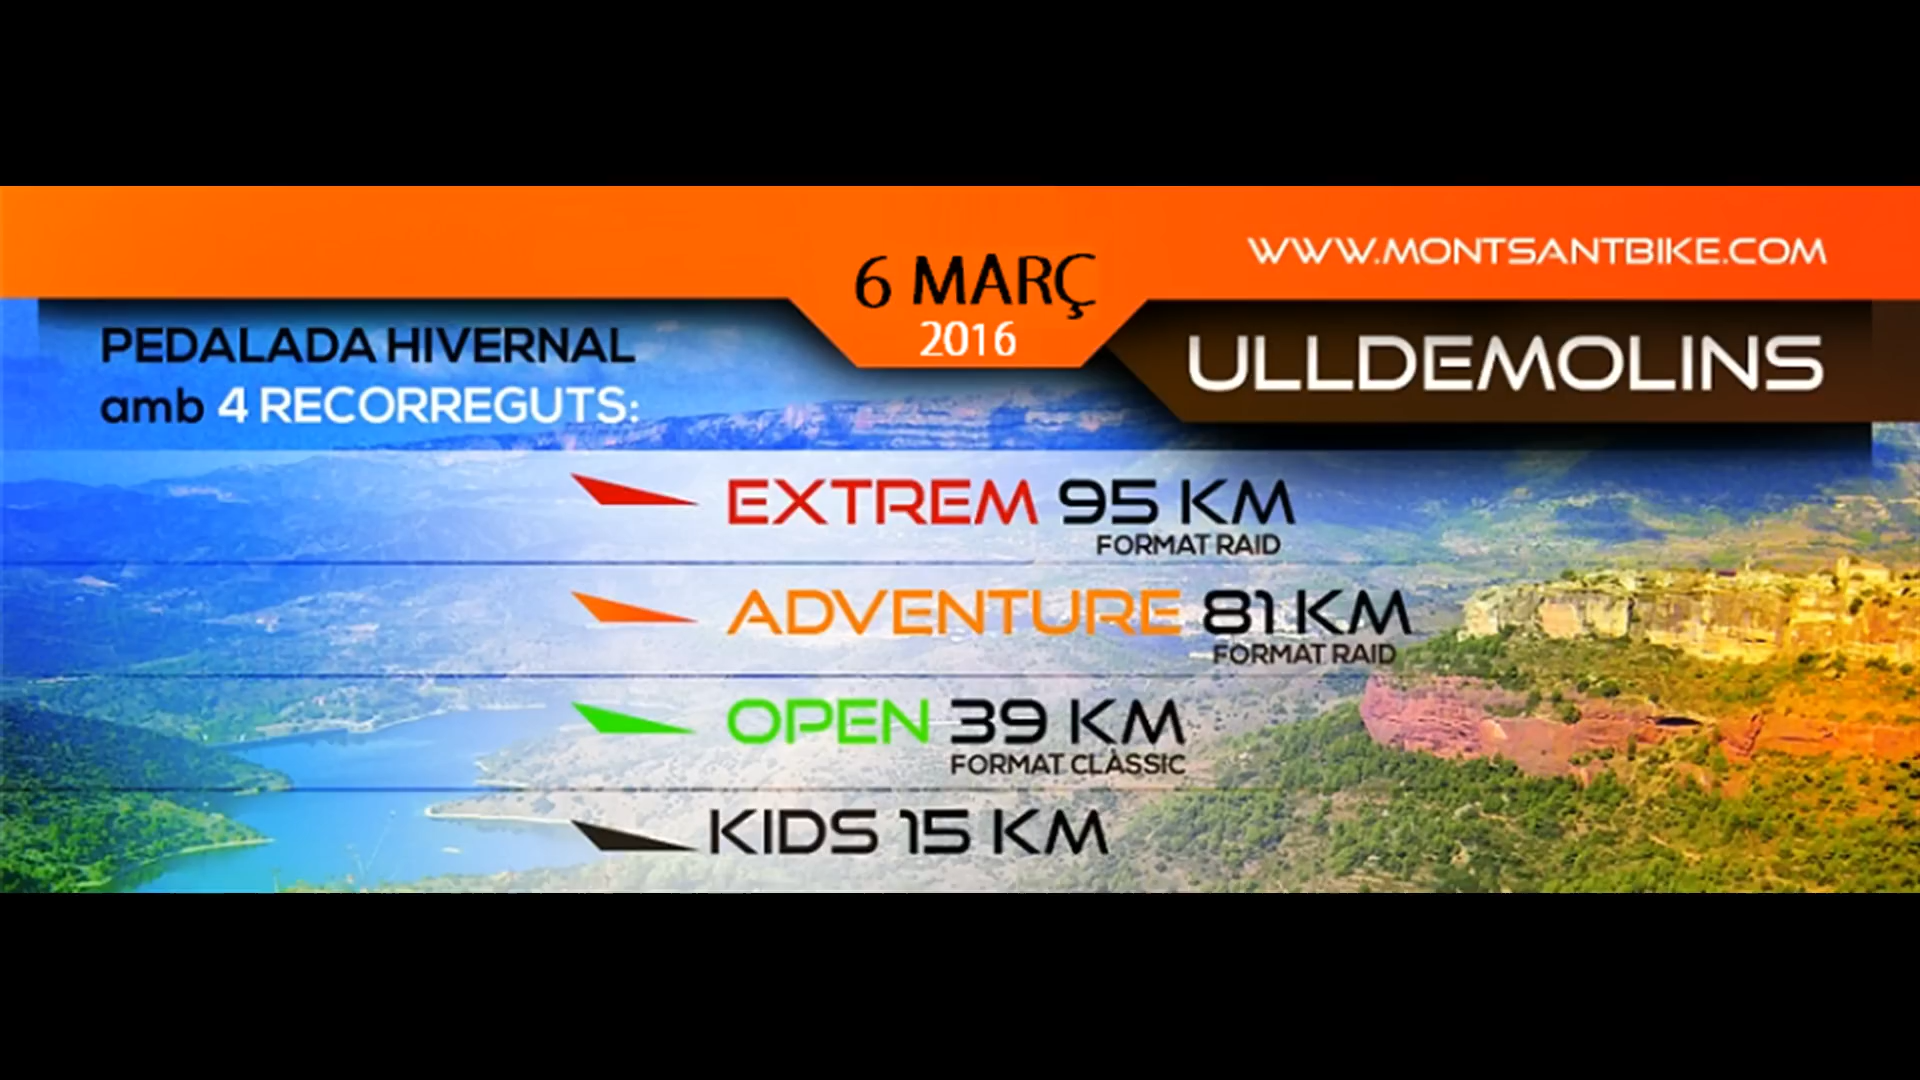 WWW.MONTSANTBIKE.COM
6 MARÇ
2016
PEDALADA HIVERNAL
amb 4 RECORREGUTS:
ULLDEMOLINS
EXTREM 95 KM
FORMAT RAID
ADVENTURE 81 KM
FORMAT RAID
OPEN 39 KM
FORMAT CLÀSSIC
KIDS 15 KM